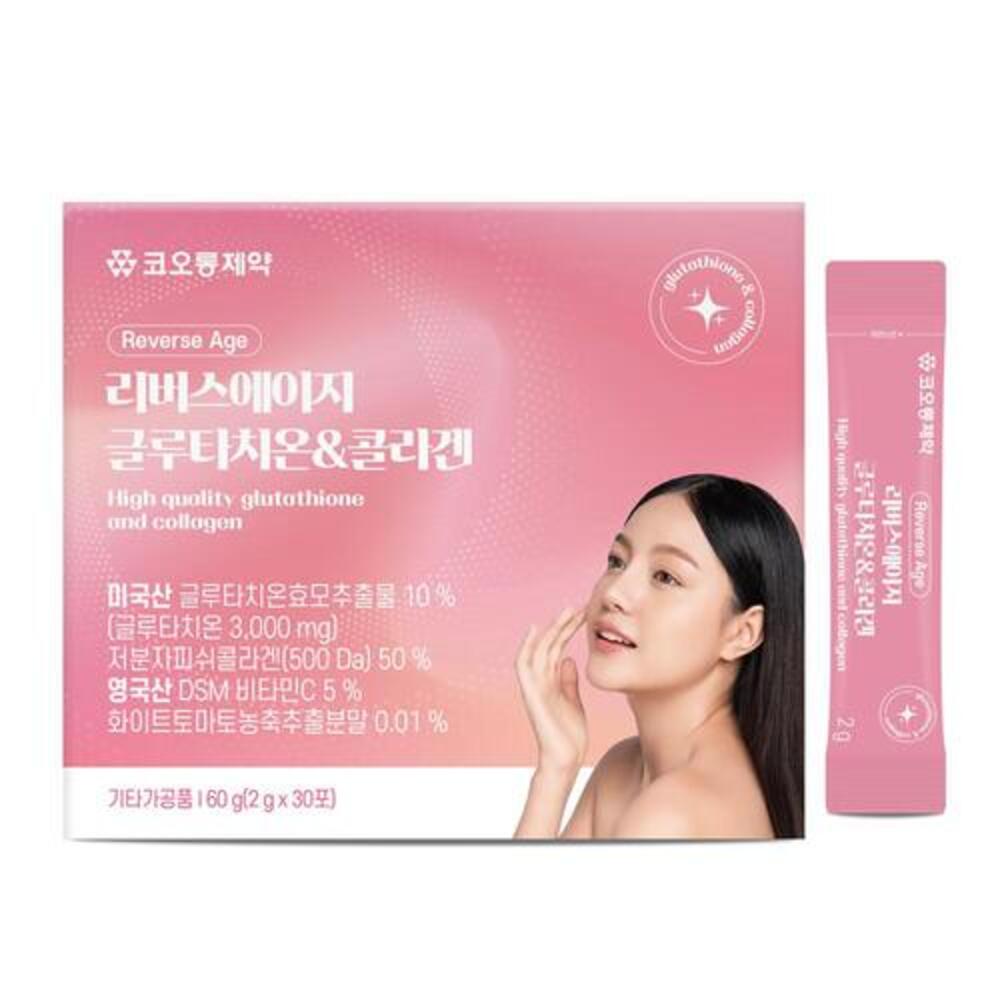 코오롱제약
glutathione & collagen
Reverse Age
리버스에이지
글루타치온&콜라겐
High quality glutathione
and collagen
미국산 글루타치온효모추출물 10 %
(글루타치온 3,000 mg)
저분자피쉬콜라겐(500 Da) 50 %
영국산 DSM 비타민C 5 %
화이트토마토농축추출분말 0.01 %
기타가공품 I 60 g(2 g x 30포)
코오롱제약
Reverse Age
리버스에이지
글루타치온&콜라겐
High quality glutathione and collagen
2 g